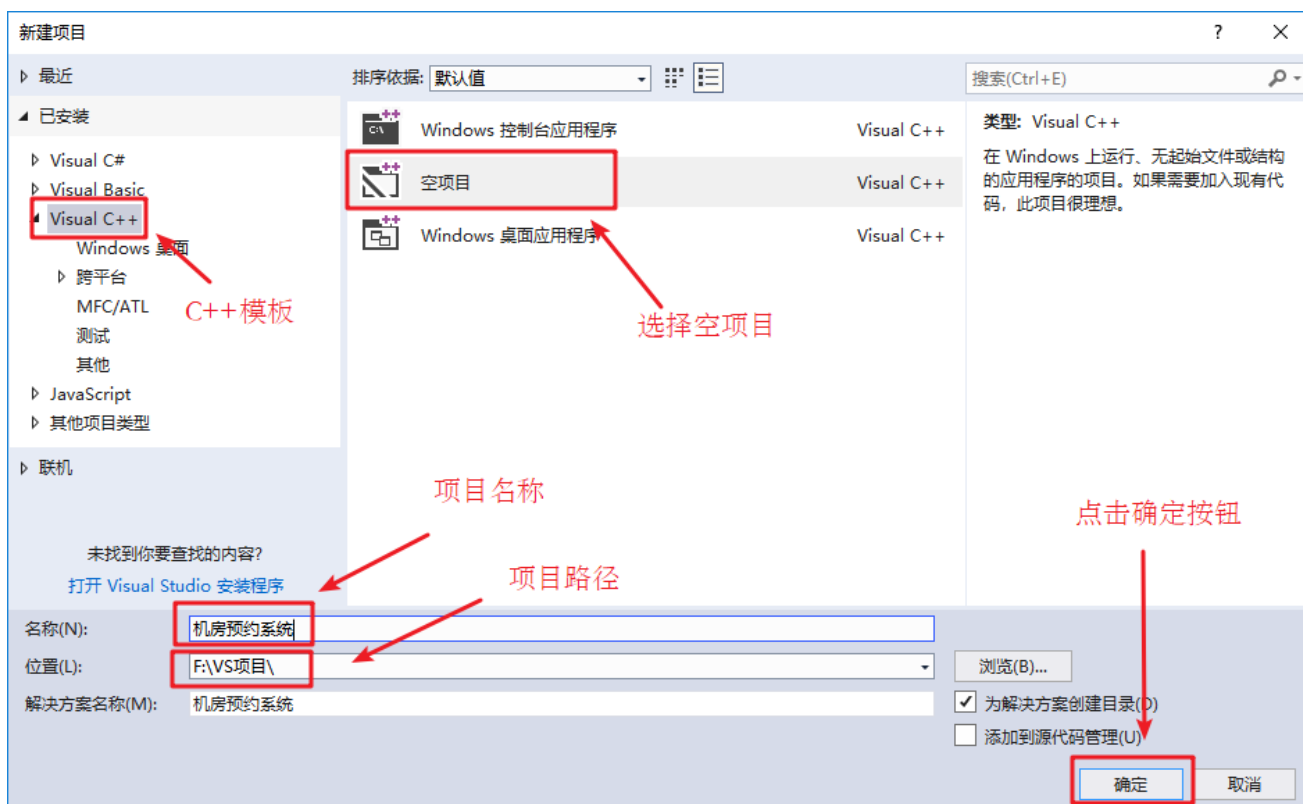 新建项目
?
最近
已安装
Visual C#
Visual Basic
Visual C++
Windows 桌面
跨平台
MFC/ATL
测试
其他
JavaScript
其他项目类型
联机
未找到你要查找的内容?
打开 Visual Studio 安装程序
C++模板
排序依据: 默认值
Windows 控制台应用程序 Visual C++
空项目 Visual C++
Windows 桌面应用程序 Visual C++
选择空项目
搜索(Ctrl+E)
类型: Visual C++
在 Windows 上运行、无起始文件或结构
的应用程序的项目。如果需要加入现有代
码，此项目很理想。
项目名称
项目路径
点击确定按钮
名称(N): 机房预约系统
位置(L): F:\VS项目\
浏览(B)...
解决方案名称(M): 机房预约系统
为解决方案创建目录(D)
添加到源代码管理(U)
确定
取消